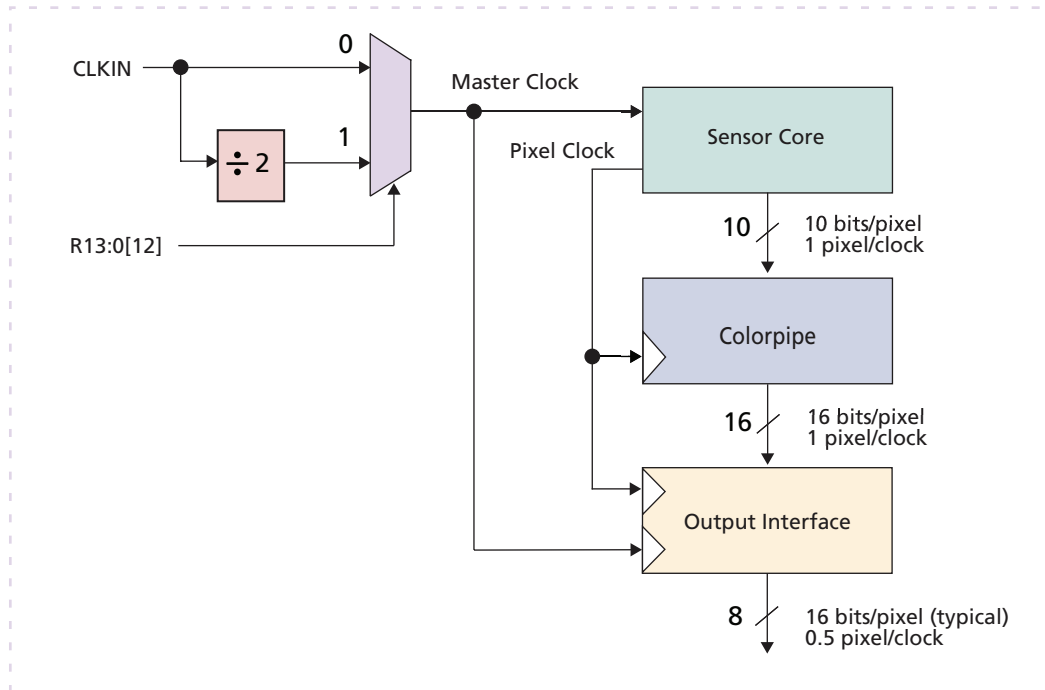 0
CLKIN
Master Clock
÷ 2
1
Pixel Clock
Sensor Core
R13:0[12]
10
10 bits/pixel
1 pixel/clock
Colorpipe
16
16 bits/pixel
1 pixel/clock
Output Interface
8
16 bits/pixel (typical)
0.5 pixel/clock